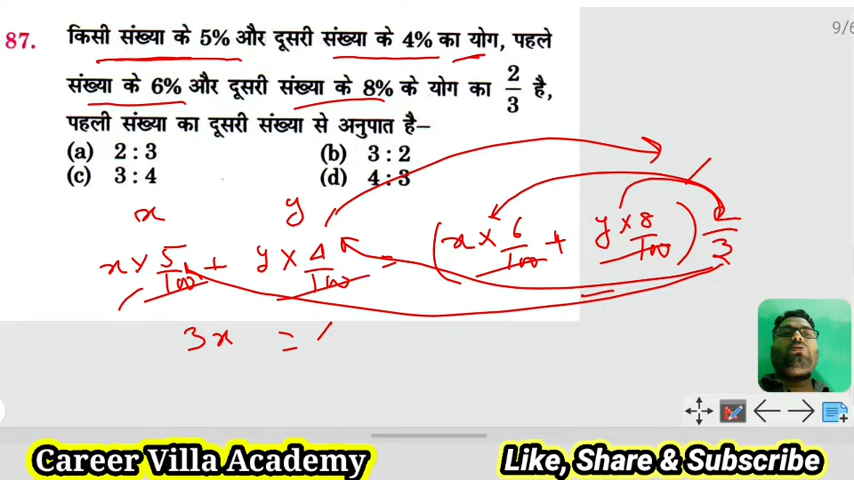 9/6
87. किसी संख्या के 5% और दूसरी संख्या के 4% का योग, पहले
संख्या के 6% और दूसरी संख्या के 8% के योग का 2/3 है,
पहली संख्या का दूसरी संख्या से अनुपात है–
(a) 2 : 3 (b) 3 : 2
(c) 3 : 4 (d) 4 : 3
x y
x × 5/100 + y × 4/100 = (x × 6/100 + y × 8/100) 2/3
3x =
Career Villa Academy Like, Share & Subscribe